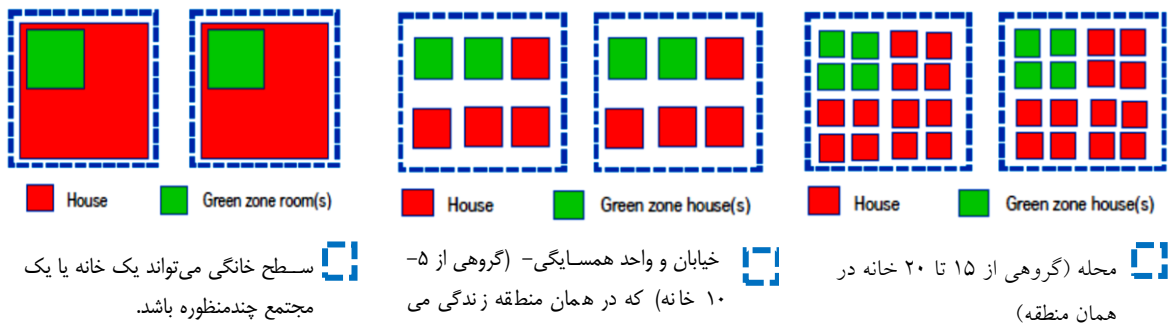 House
Green zone room(s)
House
Green zone house(s)
House
Green zone house(s)
ســطح خانگی می‌تواند یک خانه یا یک
مجتمع چندمنظوره باشد.
خیابان و واحد همسـایگی- (گروهی از ۵-
۱۰ خانه) که در همان منطقه زندگی می
محله (گروهی از ۱۵ تا ۲۰ خانه در
همان منطقه)